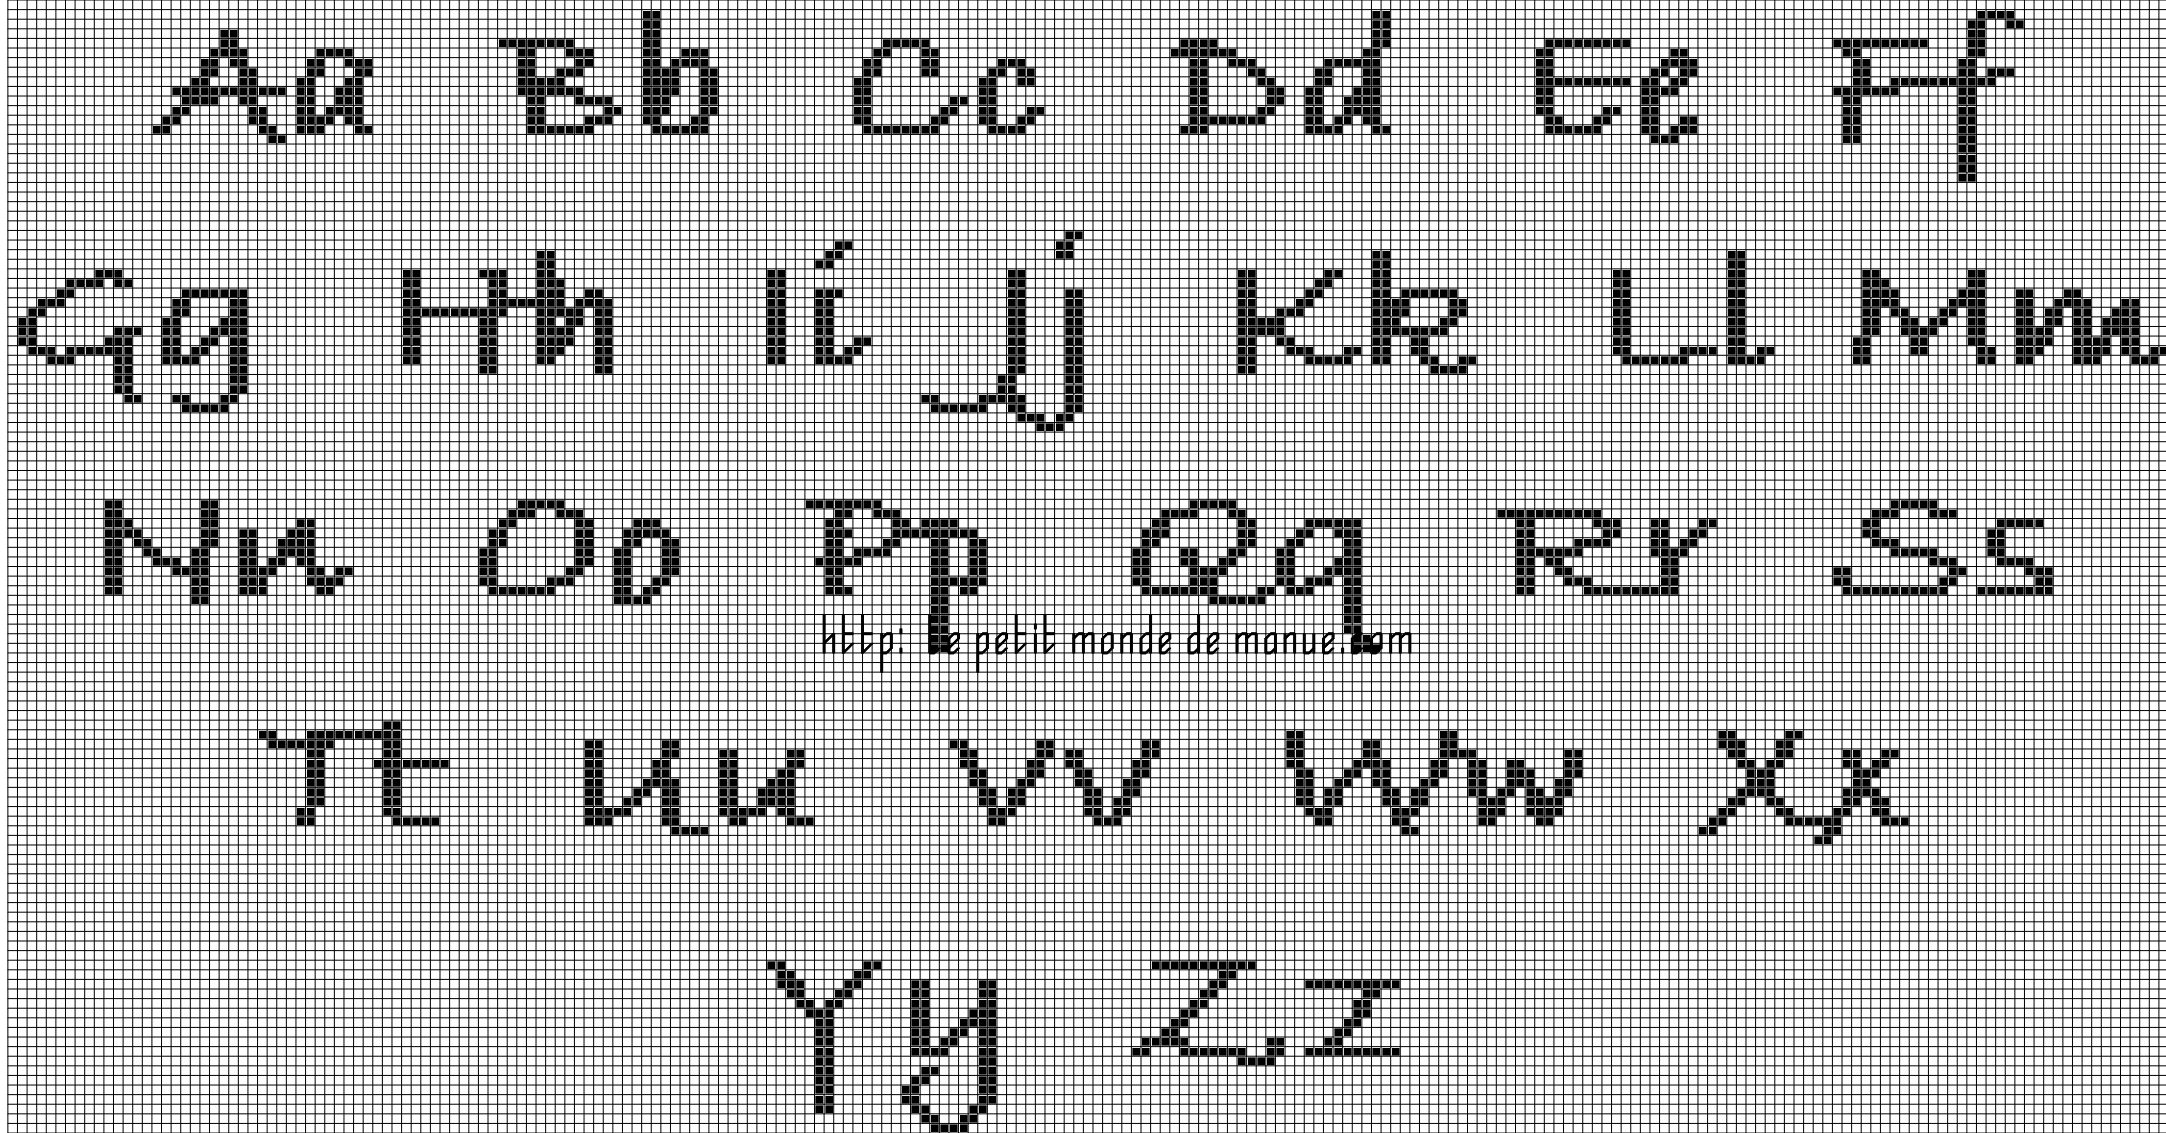 Aa Bb Cc Dd Ee Ff
Gg Hh Ii Jj Kk Ll Mm
Nn Oo Pp Qq Rr Ss
http: petit monde de manue.com
Tt Uu Vv Ww Xx
Yy Zz